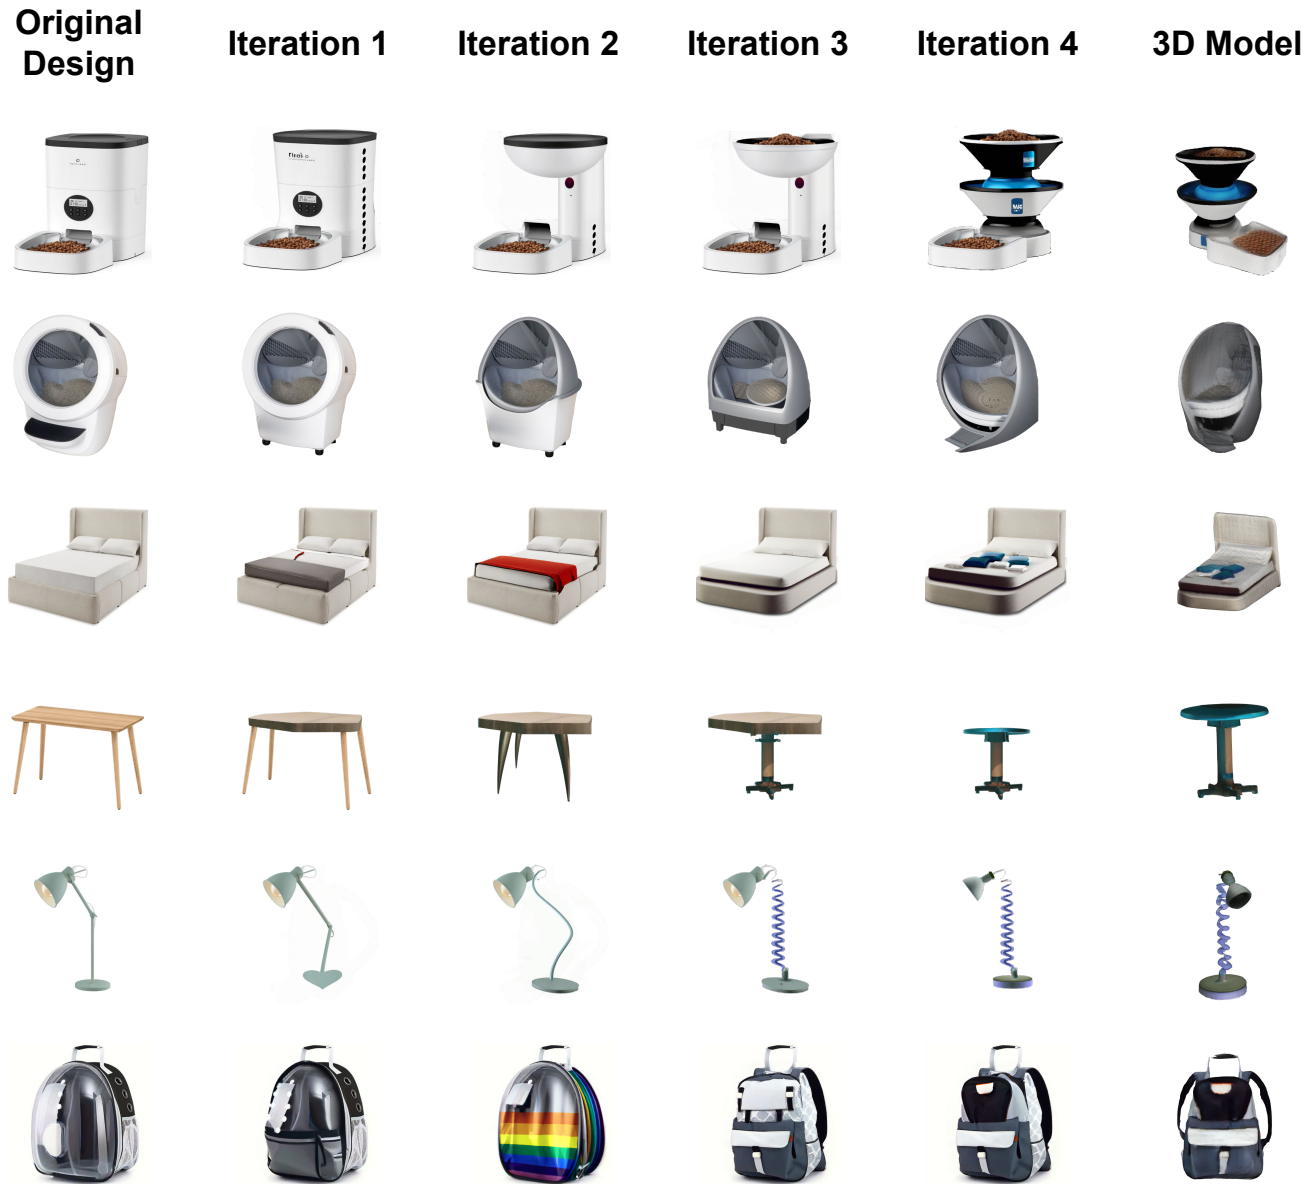 Original
Design
Iteration 1
Iteration 2
Iteration 3
Iteration 4
3D Model